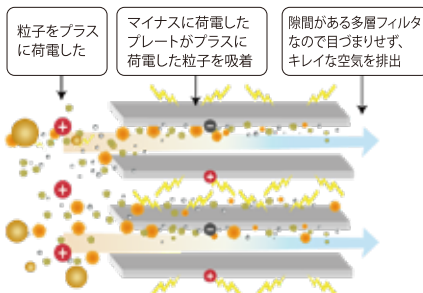 粒子をプラス
に荷電した
マイナスに荷電した
プレートがプラスに
荷電した粒子を吸着
隙間がある多層フィルタ
なので目づまりせず、
キレイな空気を排出
+
+
+
+
−
+
−
+